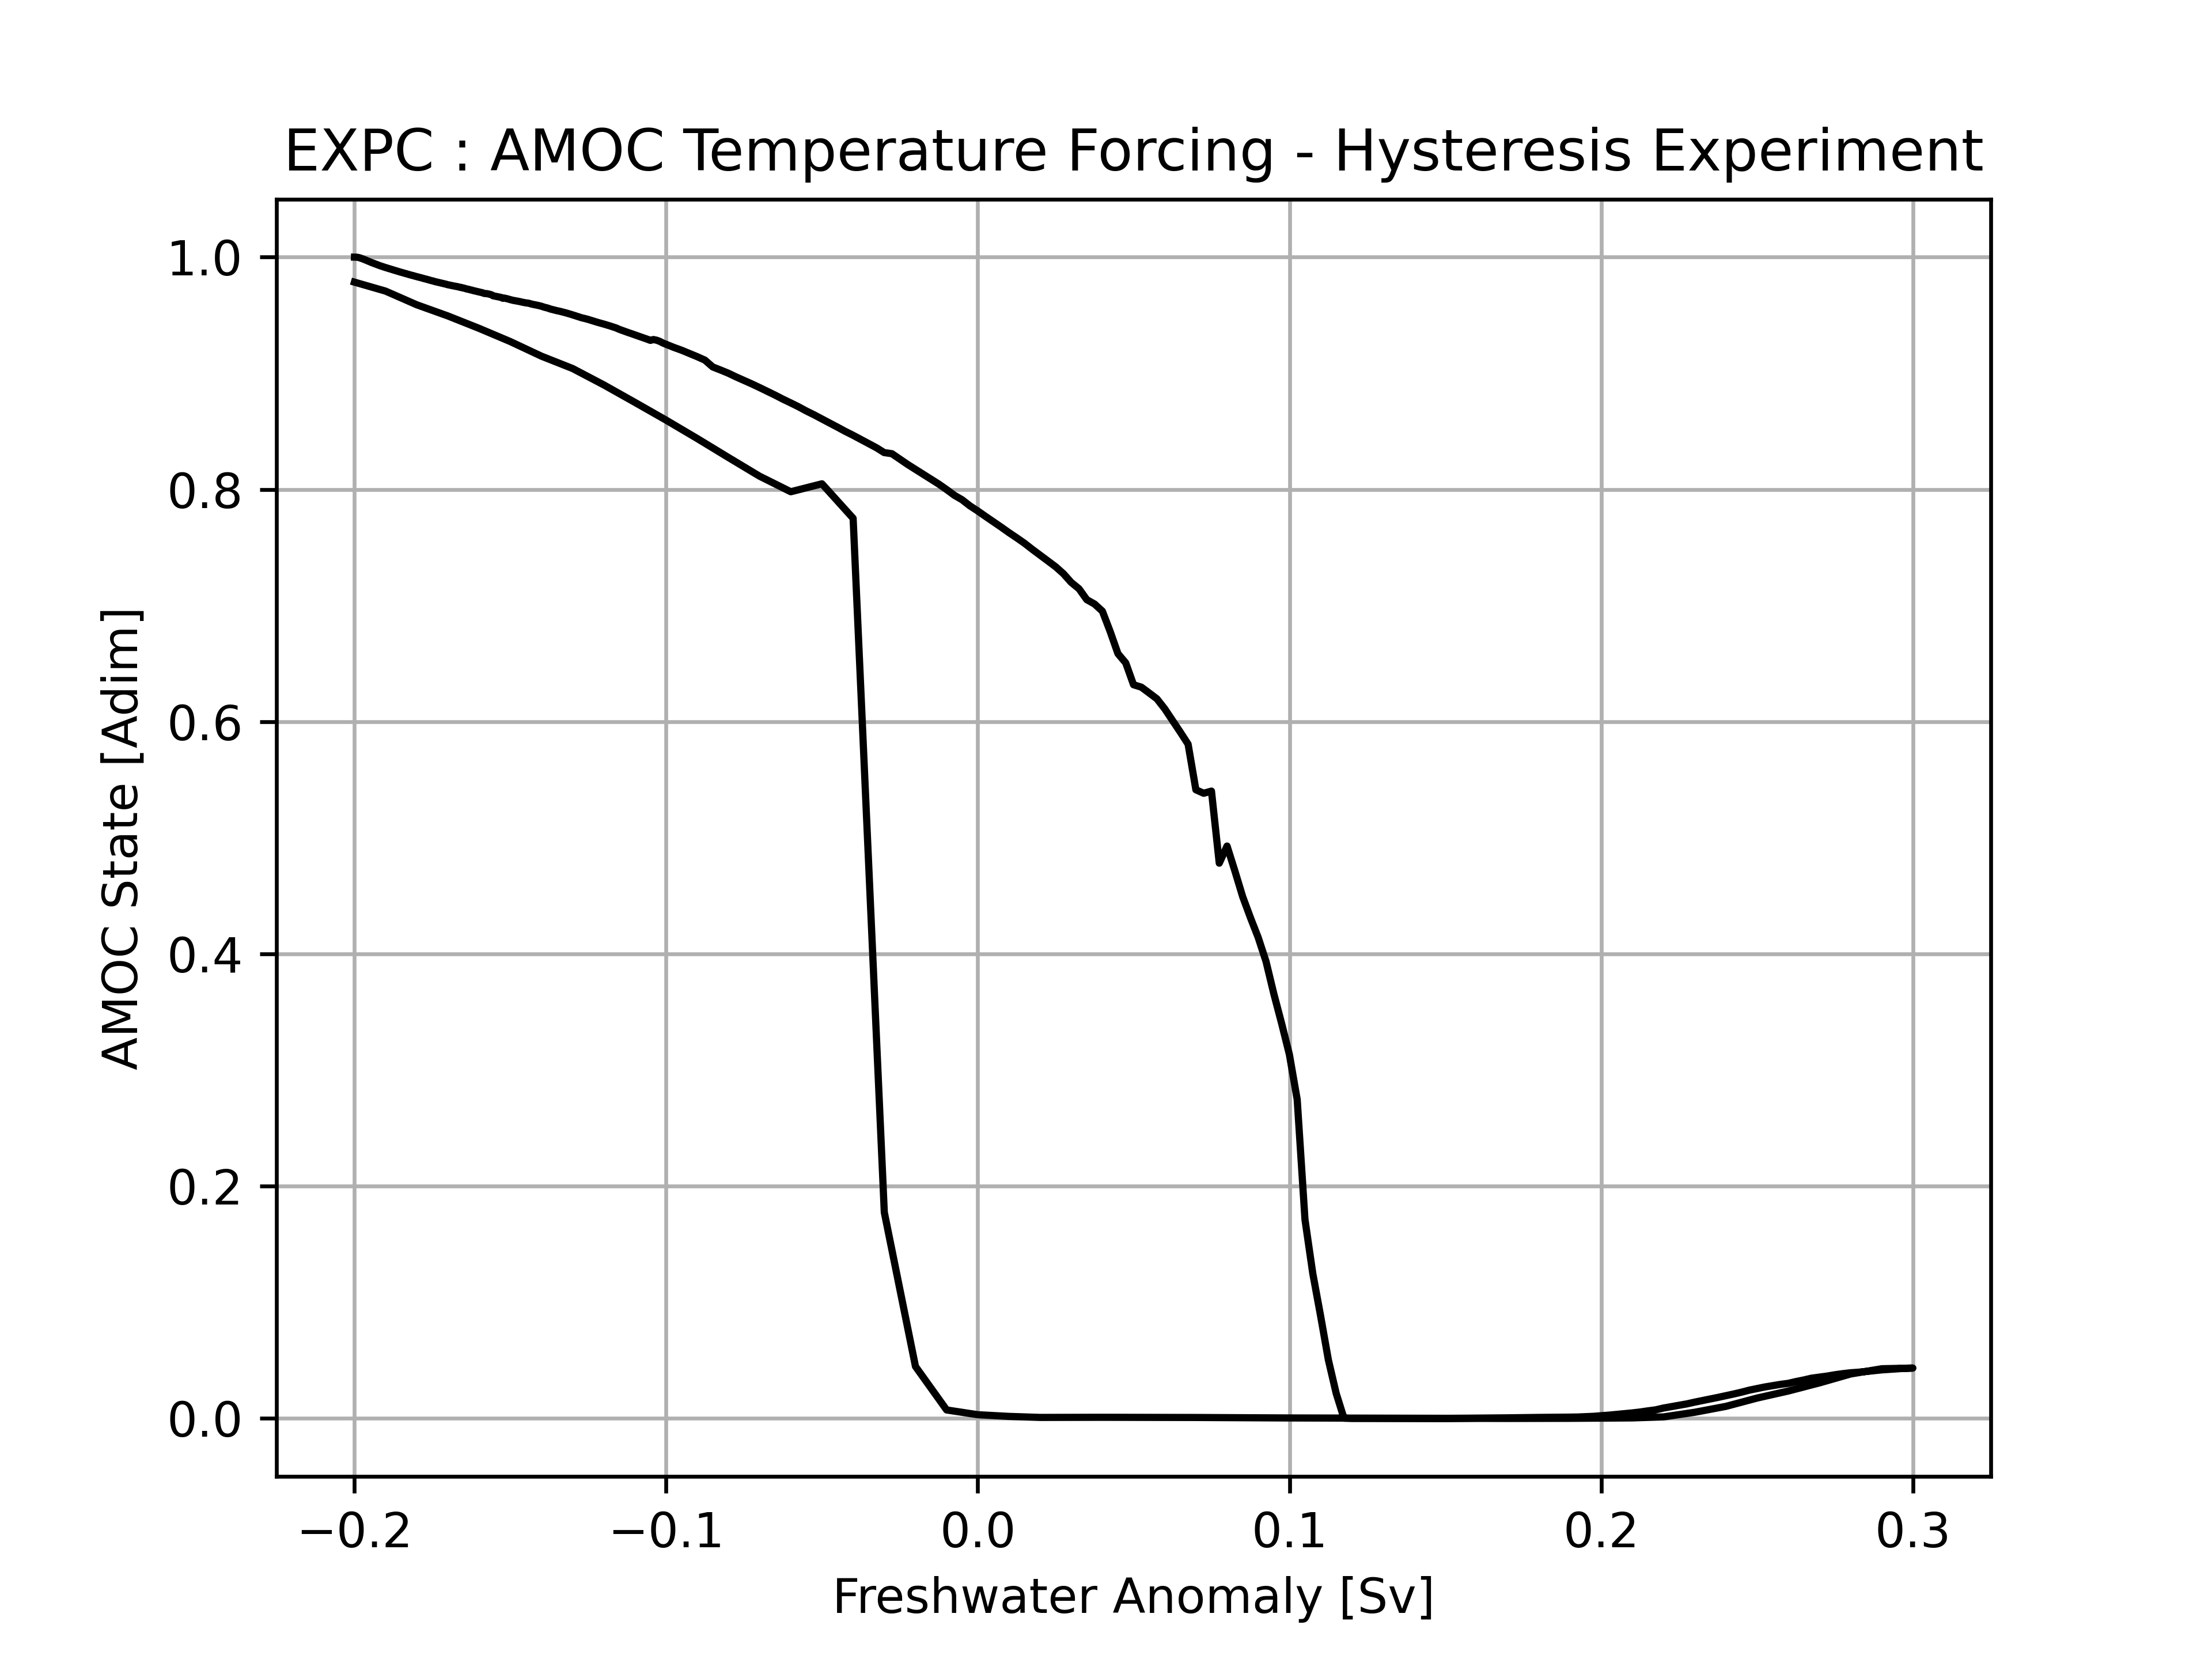 EXPC : AMOC Temperature Forcing - Hysteresis Experiment
1.0
0.8
0.6
0.4
0.2
0.0
AMOC State [Adim]
−0.2 −0.1 0.0 0.1 0.2 0.3
Freshwater Anomaly [Sv]